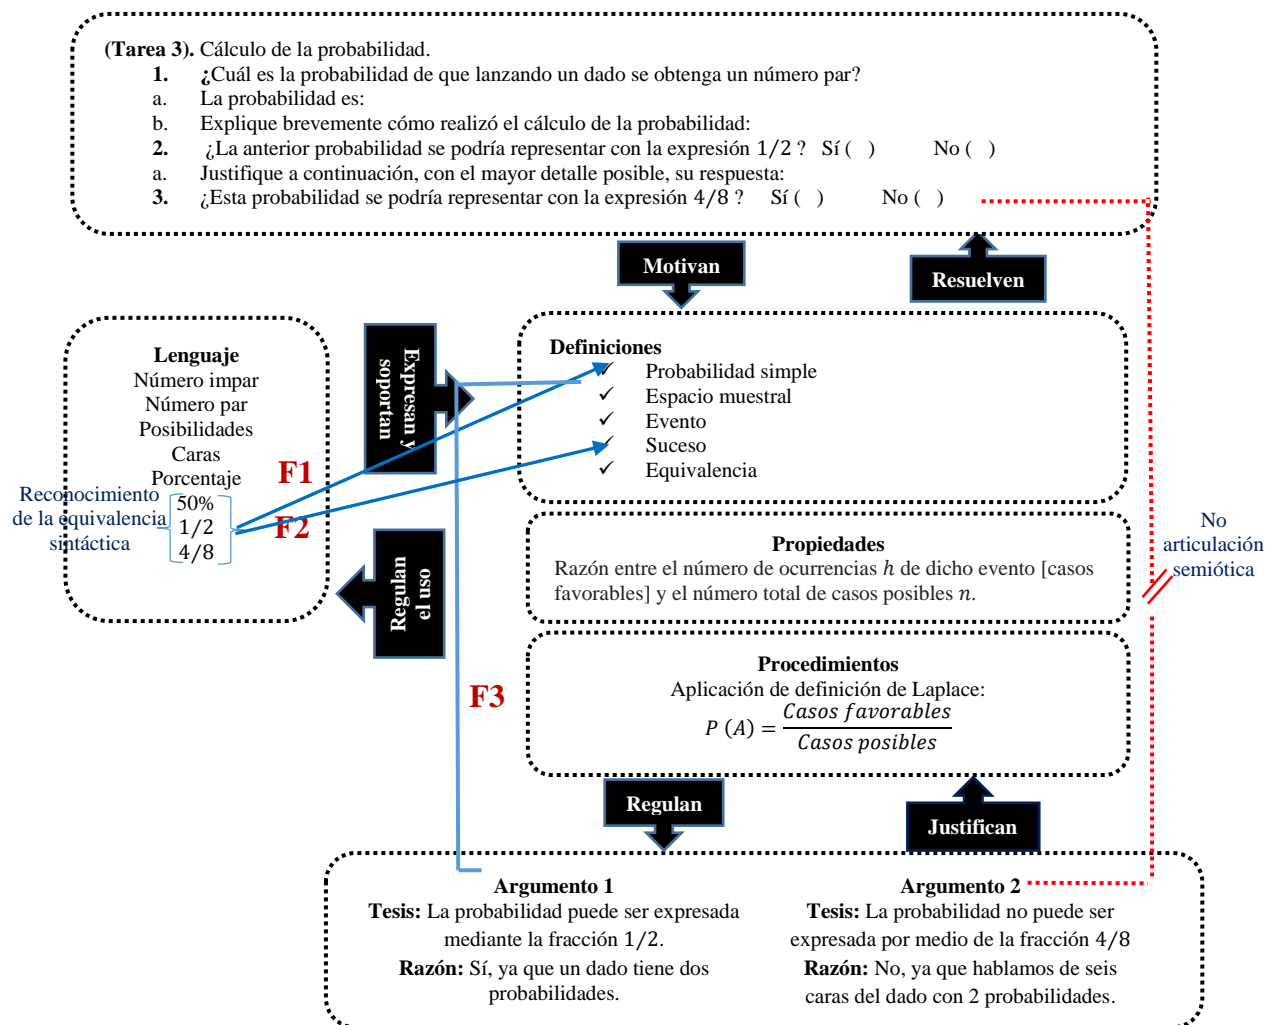 (Tarea 3). Cálculo de la probabilidad.
1. ¿Cuál es la probabilidad de que lanzando un dado se obtenga un número par?
a. La probabilidad es:
b. Explique brevemente cómo realizó el cálculo de la probabilidad:
2. ¿La anterior probabilidad se podría representar con la expresión 1/2 ? Sí ( ) No ( )
a. Justifique a continuación, con el mayor detalle posible, su respuesta:
3. ¿Esta probabilidad se podría representar con la expresión 4/8 ? Sí ( ) No ( )
Motivan
Resuelven
Lenguaje
Número impar
Número par
Posibilidades
Caras
Porcentaje
50%
1/2
4/8
Reconocimiento
de la equivalencia
sintáctica
F1
F2
Expresan y
soportan
Regulan
el uso
Definiciones
✓ Probabilidad simple
✓ Espacio muestral
✓ Evento
✓ Suceso
✓ Equivalencia
Propiedades
Razón entre el número de ocurrencias h de dicho evento [casos
favorables] y el número total de casos posibles n.
No
articulación
semiótica
F3
Procedimientos
Aplicación de definición de Laplace:
P (A) = Casos favorables / Casos posibles
Regulan
Justifican
Argumento 1
Tesis: La probabilidad puede ser expresada
mediante la fracción 1/2.
Razón: Sí, ya que un dado tiene dos
probabilidades.
Argumento 2
Tesis: La probabilidad no puede ser
expresada por medio de la fracción 4/8
Razón: No, ya que hablamos de seis
caras del dado con 2 probabilidades.